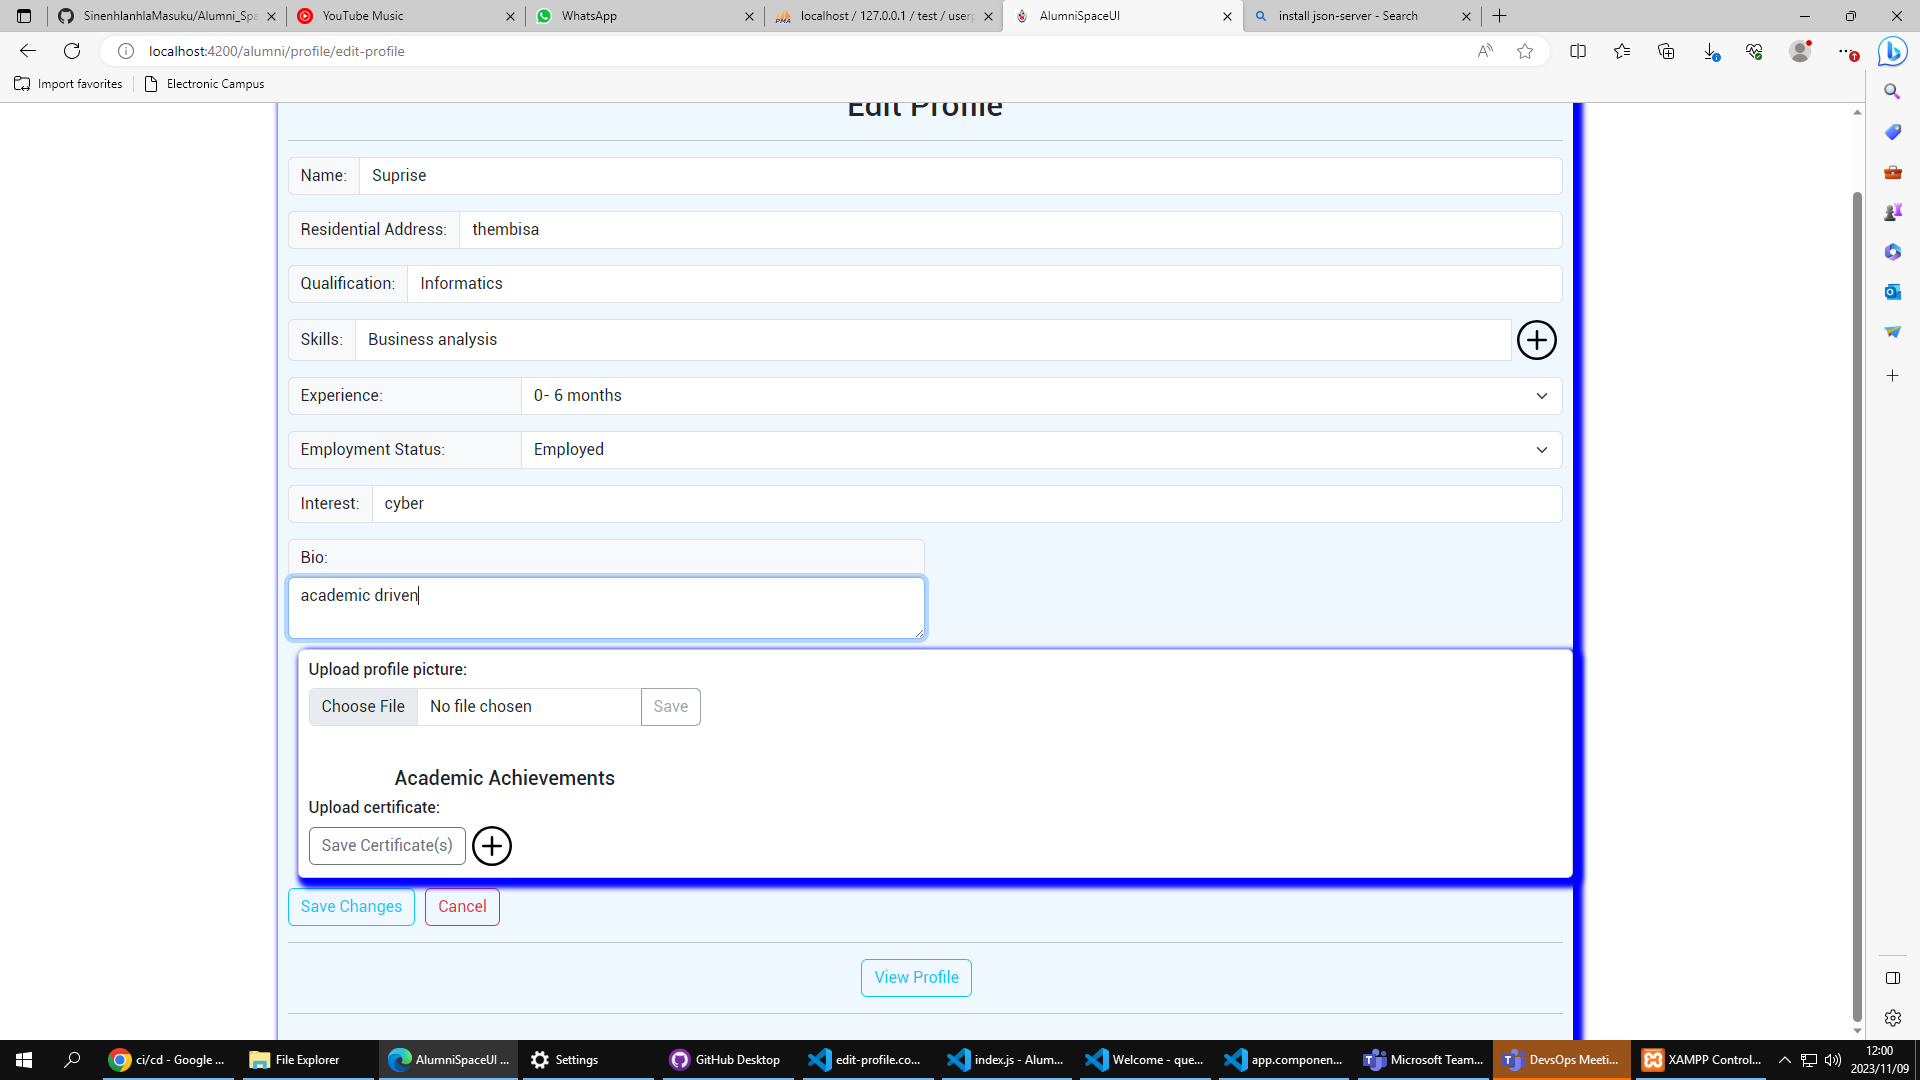 SinenhlanhlaMasuku/Alumni_Spa
YouTube Music
WhatsApp
localhost / 127.0.0.1 / test / userp
AlumniSpaceUI
install json-server - Search
localhost:4200/alumni/profile/edit-profile
Import favorites
Electronic Campus
Edit Profile
Name: Suprise
Residential Address: thembisa
Qualification: Informatics
Skills: Business analysis
Experience: 0- 6 months
Employment Status: Employed
Interest: cyber
Bio:
academic driven
Upload profile picture:
Choose File No file chosen Save
Academic Achievements
Upload certificate:
Save Certificate(s)
Save Changes Cancel
View Profile
ci/cd - Google ...
File Explorer
AlumniSpaceUI ...
Settings
GitHub Desktop
edit-profile.co...
index.js - Alum...
Welcome - que...
app.componen...
Microsoft Team...
DevsOps Meeti...
XAMPP Control...
12:00
2023/11/09